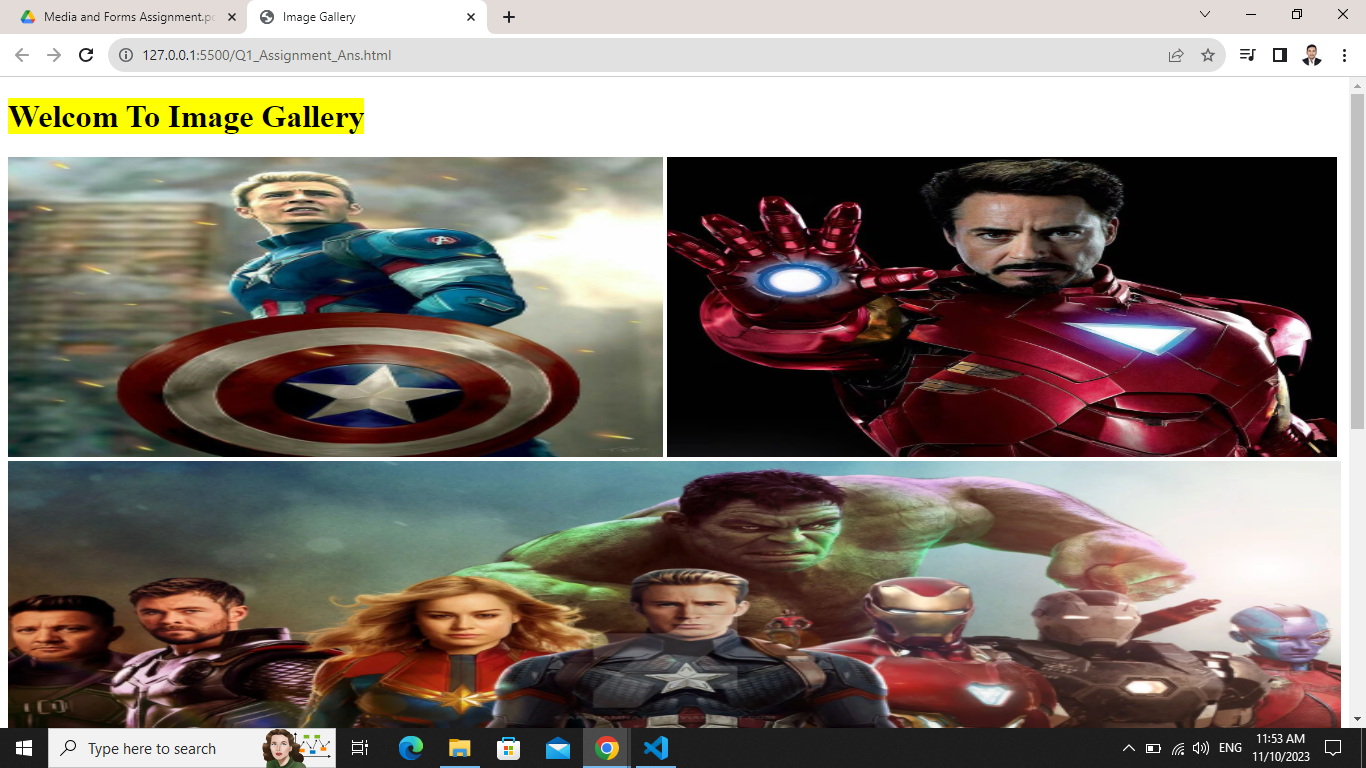 Media and Forms Assignment.pd
Image Gallery
127.0.0.1:5500/Q1_Assignment_Ans.html
Welcom To Image Gallery
Type here to search
ENG
11:53 AM
11/10/2023